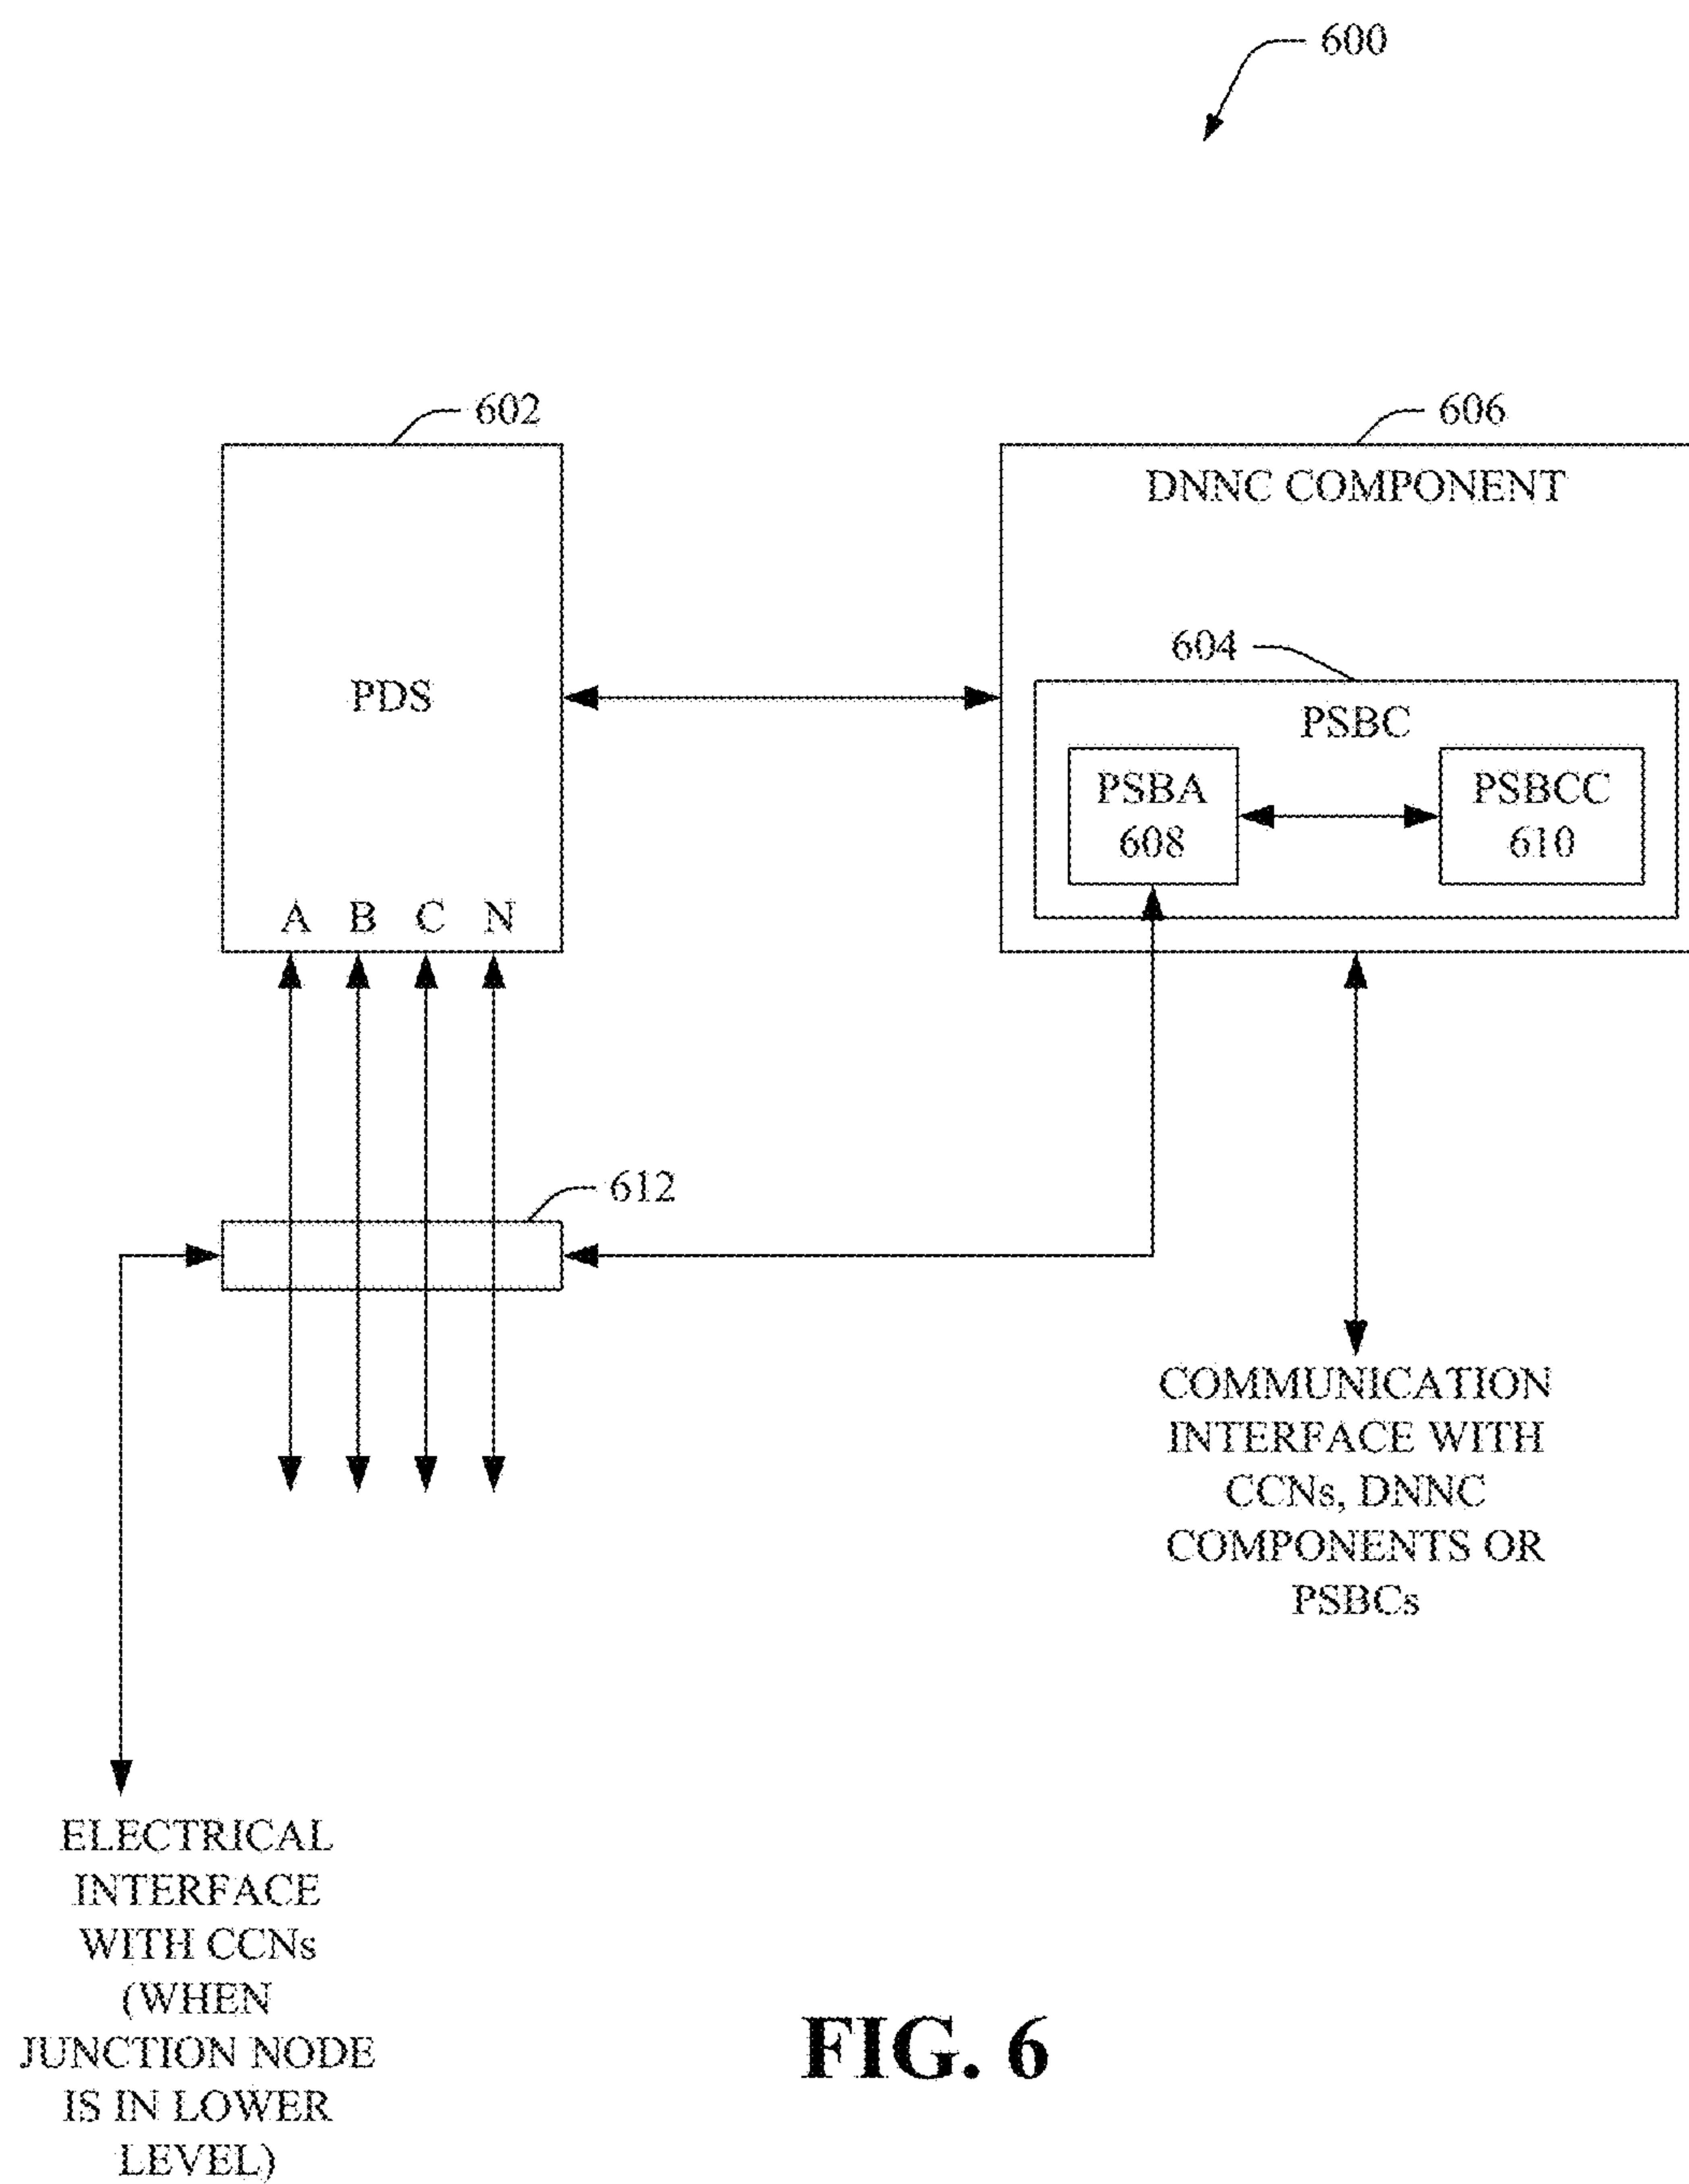 600
602
606
DNNC COMPONENT
604
PDS
PSBC
PSBA
608
PSBCC
610
A B C N
612
COMMUNICATION
INTERFACE WITH
CCNs, DNNC
COMPONENTS OR
PSBCs
ELECTRICAL
INTERFACE
WITH CCNs
(WHEN
JUNCTION NODE
IS IN LOWER
LEVEL)
FIG. 6